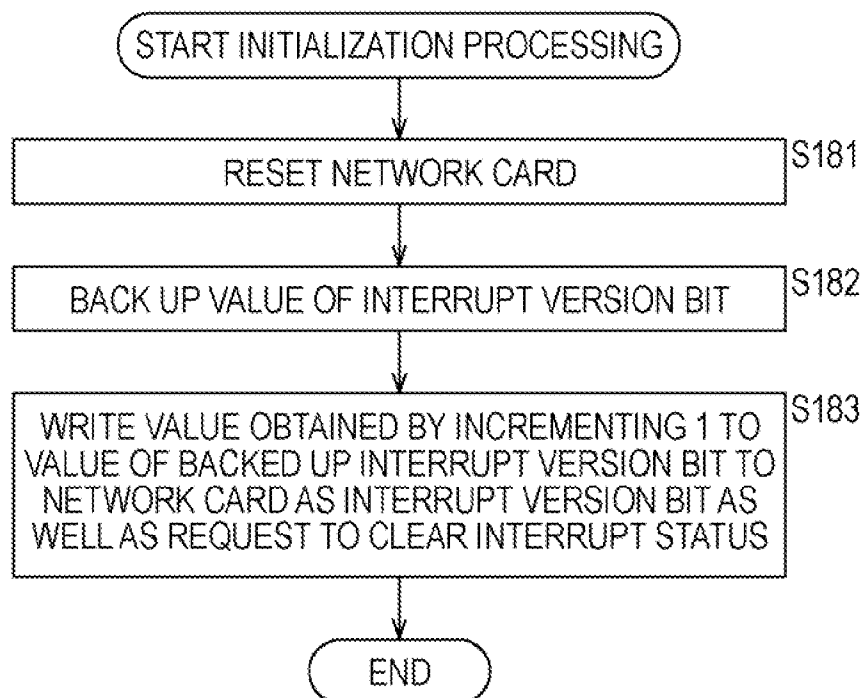 START INITIALIZATION PROCESSING
RESET NETWORK CARD
S181
BACK UP VALUE OF INTERRUPT VERSION BIT
S182
WRITE VALUE OBTAINED BY INCREMENTING 1 TO
VALUE OF BACKED UP INTERRUPT VERSION BIT TO
NETWORK CARD AS INTERRUPT VERSION BIT AS
WELL AS REQUEST TO CLEAR INTERRUPT STATUS
S183
END